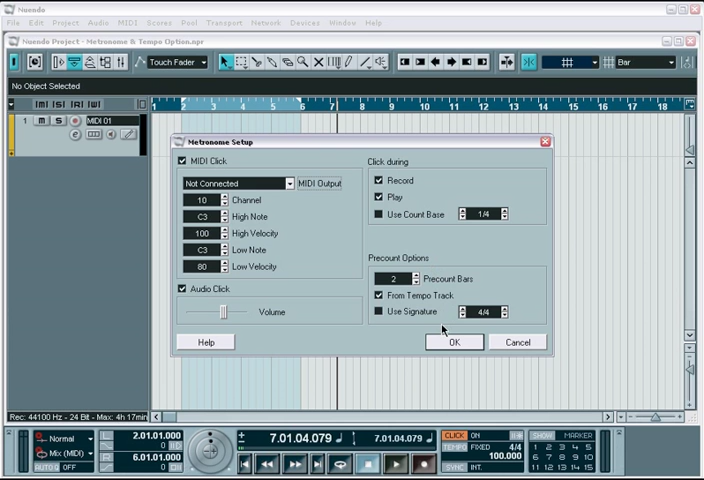 Nuendo
File Edit Project Audio MIDI Scores Pool Transport Network Devices Window Help
Nuendo Project - Metronome & Tempo Option.npr
Touch Fader
Bar
No Object Selected
|M| |S| |R| |W|
1 2 3 4 5 6 7 8 9 10 11 12 13 14 15 16 17 18
1 M S MIDI 01
e
Metronome Setup
MIDI Click
Not Connected MIDI Output
10 Channel
C3 High Note
100 High Velocity
C3 Low Note
80 Low Velocity
Audio Click
Volume
Click during
Record
Play
Use Count Base 1/4
Precount Options
2 Precount Bars
From Tempo Track
Use Signature 4/4
Help OK Cancel
Rec: 44100 Hz - 24 Bit - Max: 4h 17min
Normal
Mix (MIDI)
AUTO Q OFF
L 2.01.01.000
0
R 6.01.01.000
0
7.01.04.079 7.01.04.079
CLICK ON
TEMPO FIXED 4/4
100.000
SYNC INT.
SHOW MARKER
1 2 3 4 5
6 7 8 9 10
11 12 13 14 15